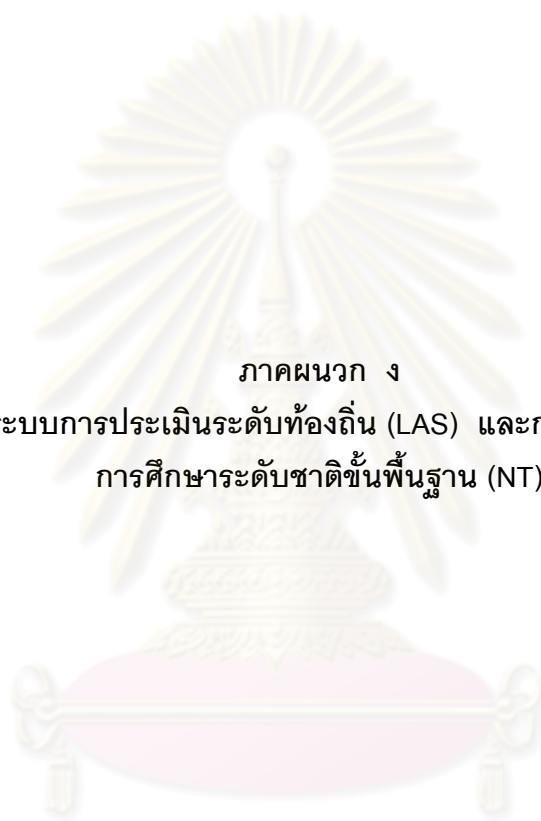 ภาคผนวก ง
ระบบการประเมินระดับท้องถิ่น (LAS) และ
การศึกษาระดับชาติขั้นพื้นฐาน (NT)